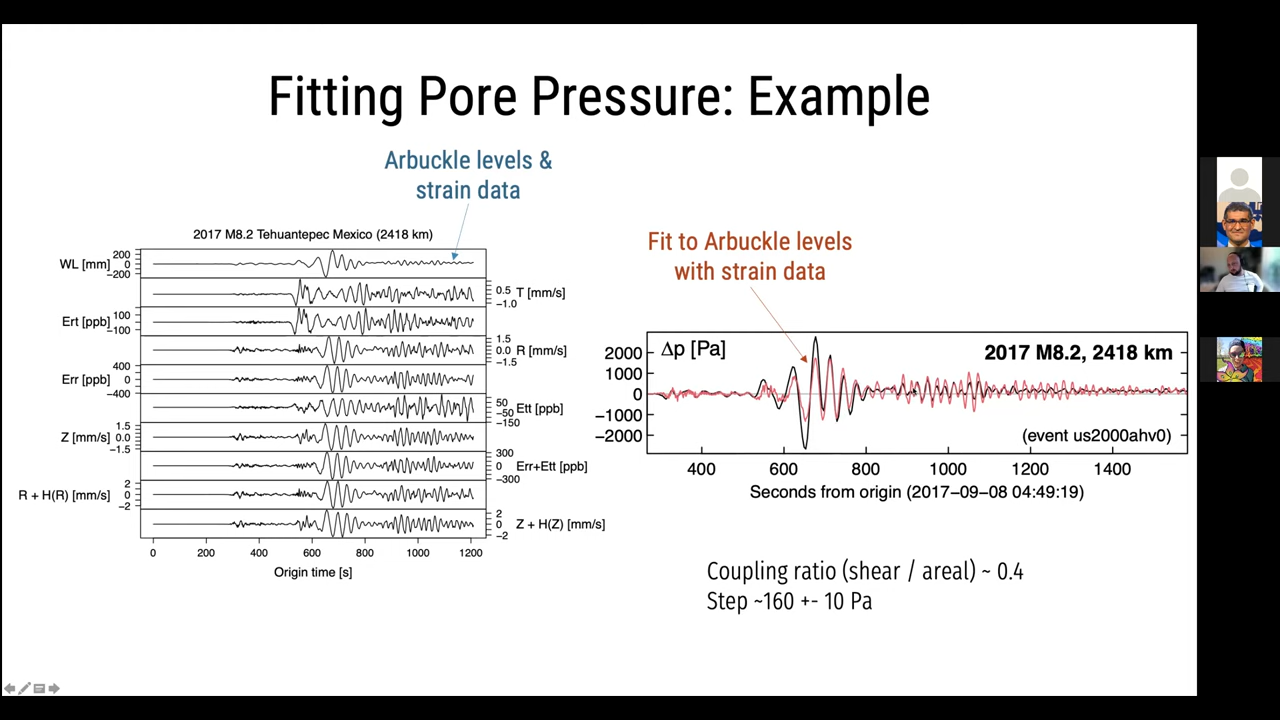 Fitting Pore Pressure: Example
Arbuckle levels &
strain data
2017 M8.2 Tehuantepec Mexico (2418 km)
WL [mm]
200
0
−200
0.5
−1.0
T [mm/s]
Ert [ppb]
100
−100
1.5
0.0
−1.5
R [mm/s]
Err [ppb]
400
0
−400
50
−50
−150
Ett [ppb]
Z [mm/s]
1.5
0.0
−1.5
300
0
−300
Err+Ett [ppb]
R + H(R) [mm/s]
2
0
−2
2
0
−2
Z + H(Z) [mm/s]
0 200 400 600 800 1000 1200
Origin time [s]
Fit to Arbuckle levels
with strain data
Δp [Pa]
2017 M8.2, 2418 km
2000
1000
0
−1000
−2000
(event us2000ahv0)
400 600 800 1000 1200 1400
Seconds from origin (2017−09−08 04:49:19)
Coupling ratio (shear / areal) ~ 0.4
Step ~160 +- 10 Pa